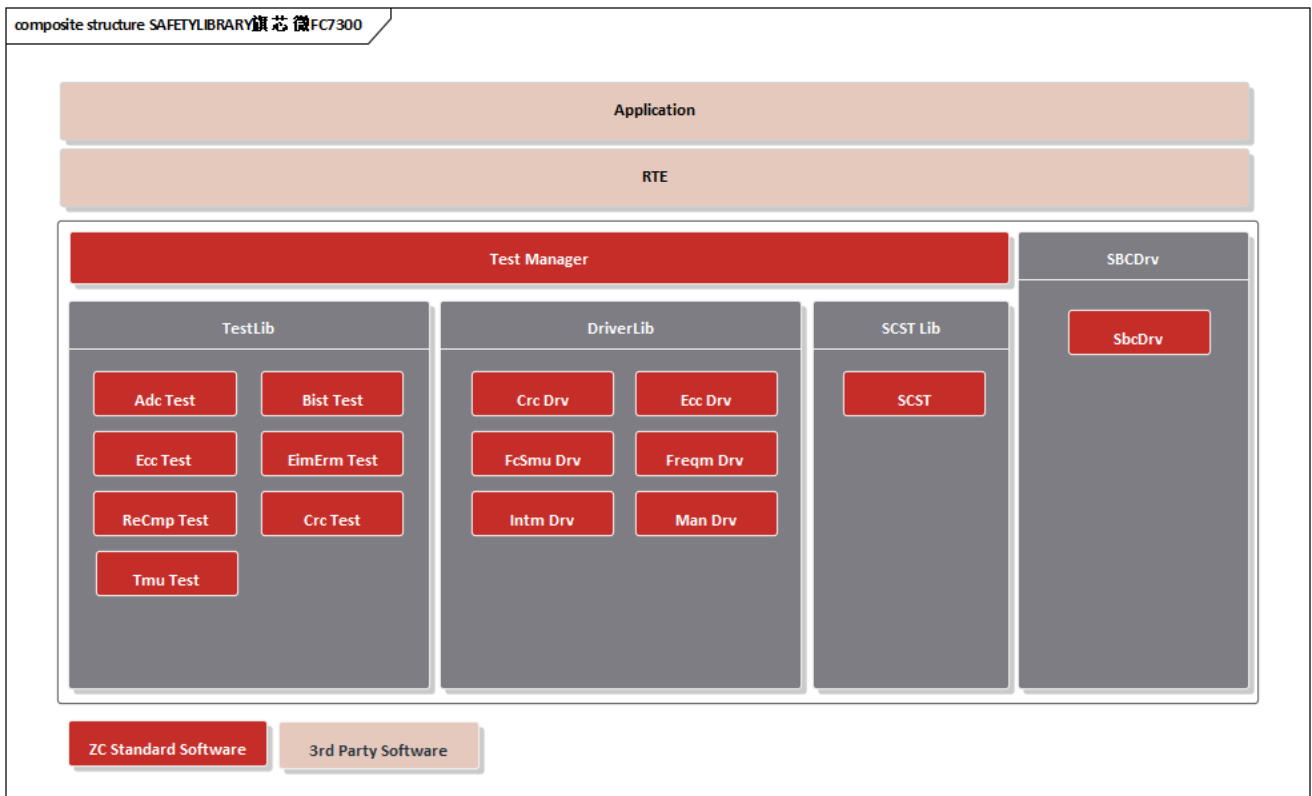 composite structure SAFETYLIBRARY旗芯微FC7300
Application
RTE
Test Manager
SBCDrv
TestLib
DriverLib
SCST Lib
SbcDrv
Adc Test
Bist Test
Crc Drv
Ecc Drv
SCST
Ecc Test
EimErm Test
FcSmu Drv
Freqm Drv
ReCmp Test
Crc Test
Intm Drv
Man Drv
Tmu Test
ZC Standard Software
3rd Party Software